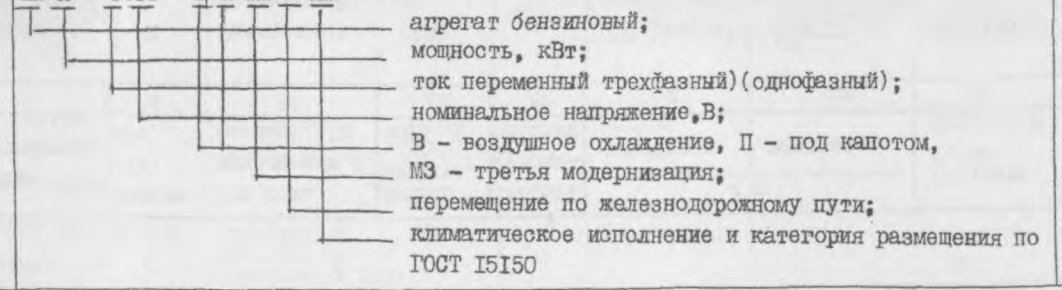 агрегат бензиновый;
мощность, кВт;
ток переменный трехфазный)(однофазный);
номинальное напряжение,В;
В - воздушное охлаждение, П - под капотом,
М3 - третья модернизация;
перемещение по железнодорожному пути;
климатическое исполнение и категория размещения по
ГОСТ I5I50